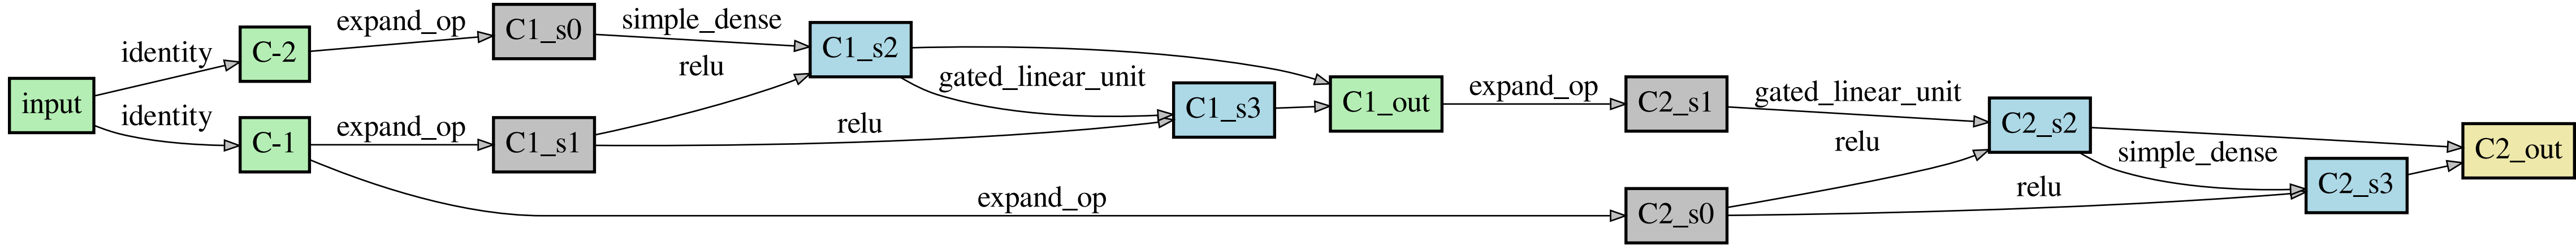 input
identity
identity
C-2
C-1
expand_op
expand_op
expand_op
C1_s0
C1_s1
simple_dense
relu
relu
C1_s2
gated_linear_unit
C1_s3
C1_out
expand_op
C2_s1
C2_s0
gated_linear_unit
relu
relu
C2_s2
simple_dense
C2_s3
C2_out